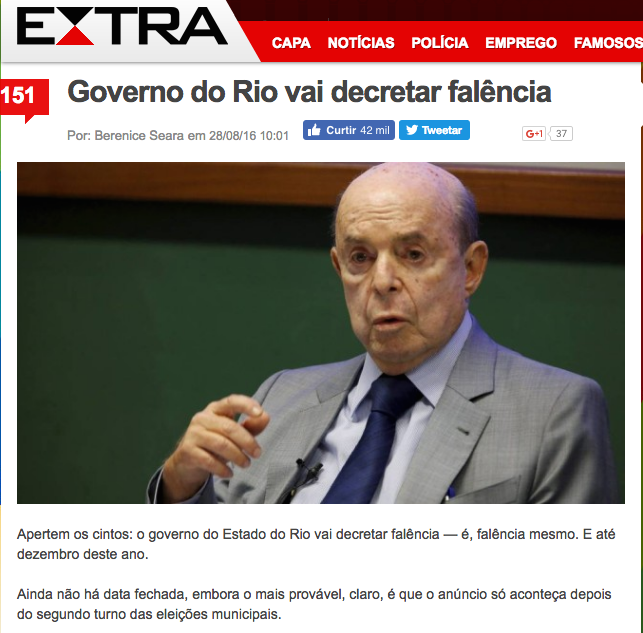 EXTRA
CAPA NOTÍCIAS POLÍCIA EMPREGO FAMOSOS
151
Governo do Rio vai decretar falência
Por: Berenice Seara em 28/08/16 10:01
Curtir 42 mil
Tweetar
G+1 37
Apertem os cintos: o governo do Estado do Rio vai decretar falência — é, falência mesmo. E até
dezembro deste ano.
Ainda não há data fechada, embora o mais provável, claro, é que o anúncio só aconteça depois
do segundo turno das eleições municipais.